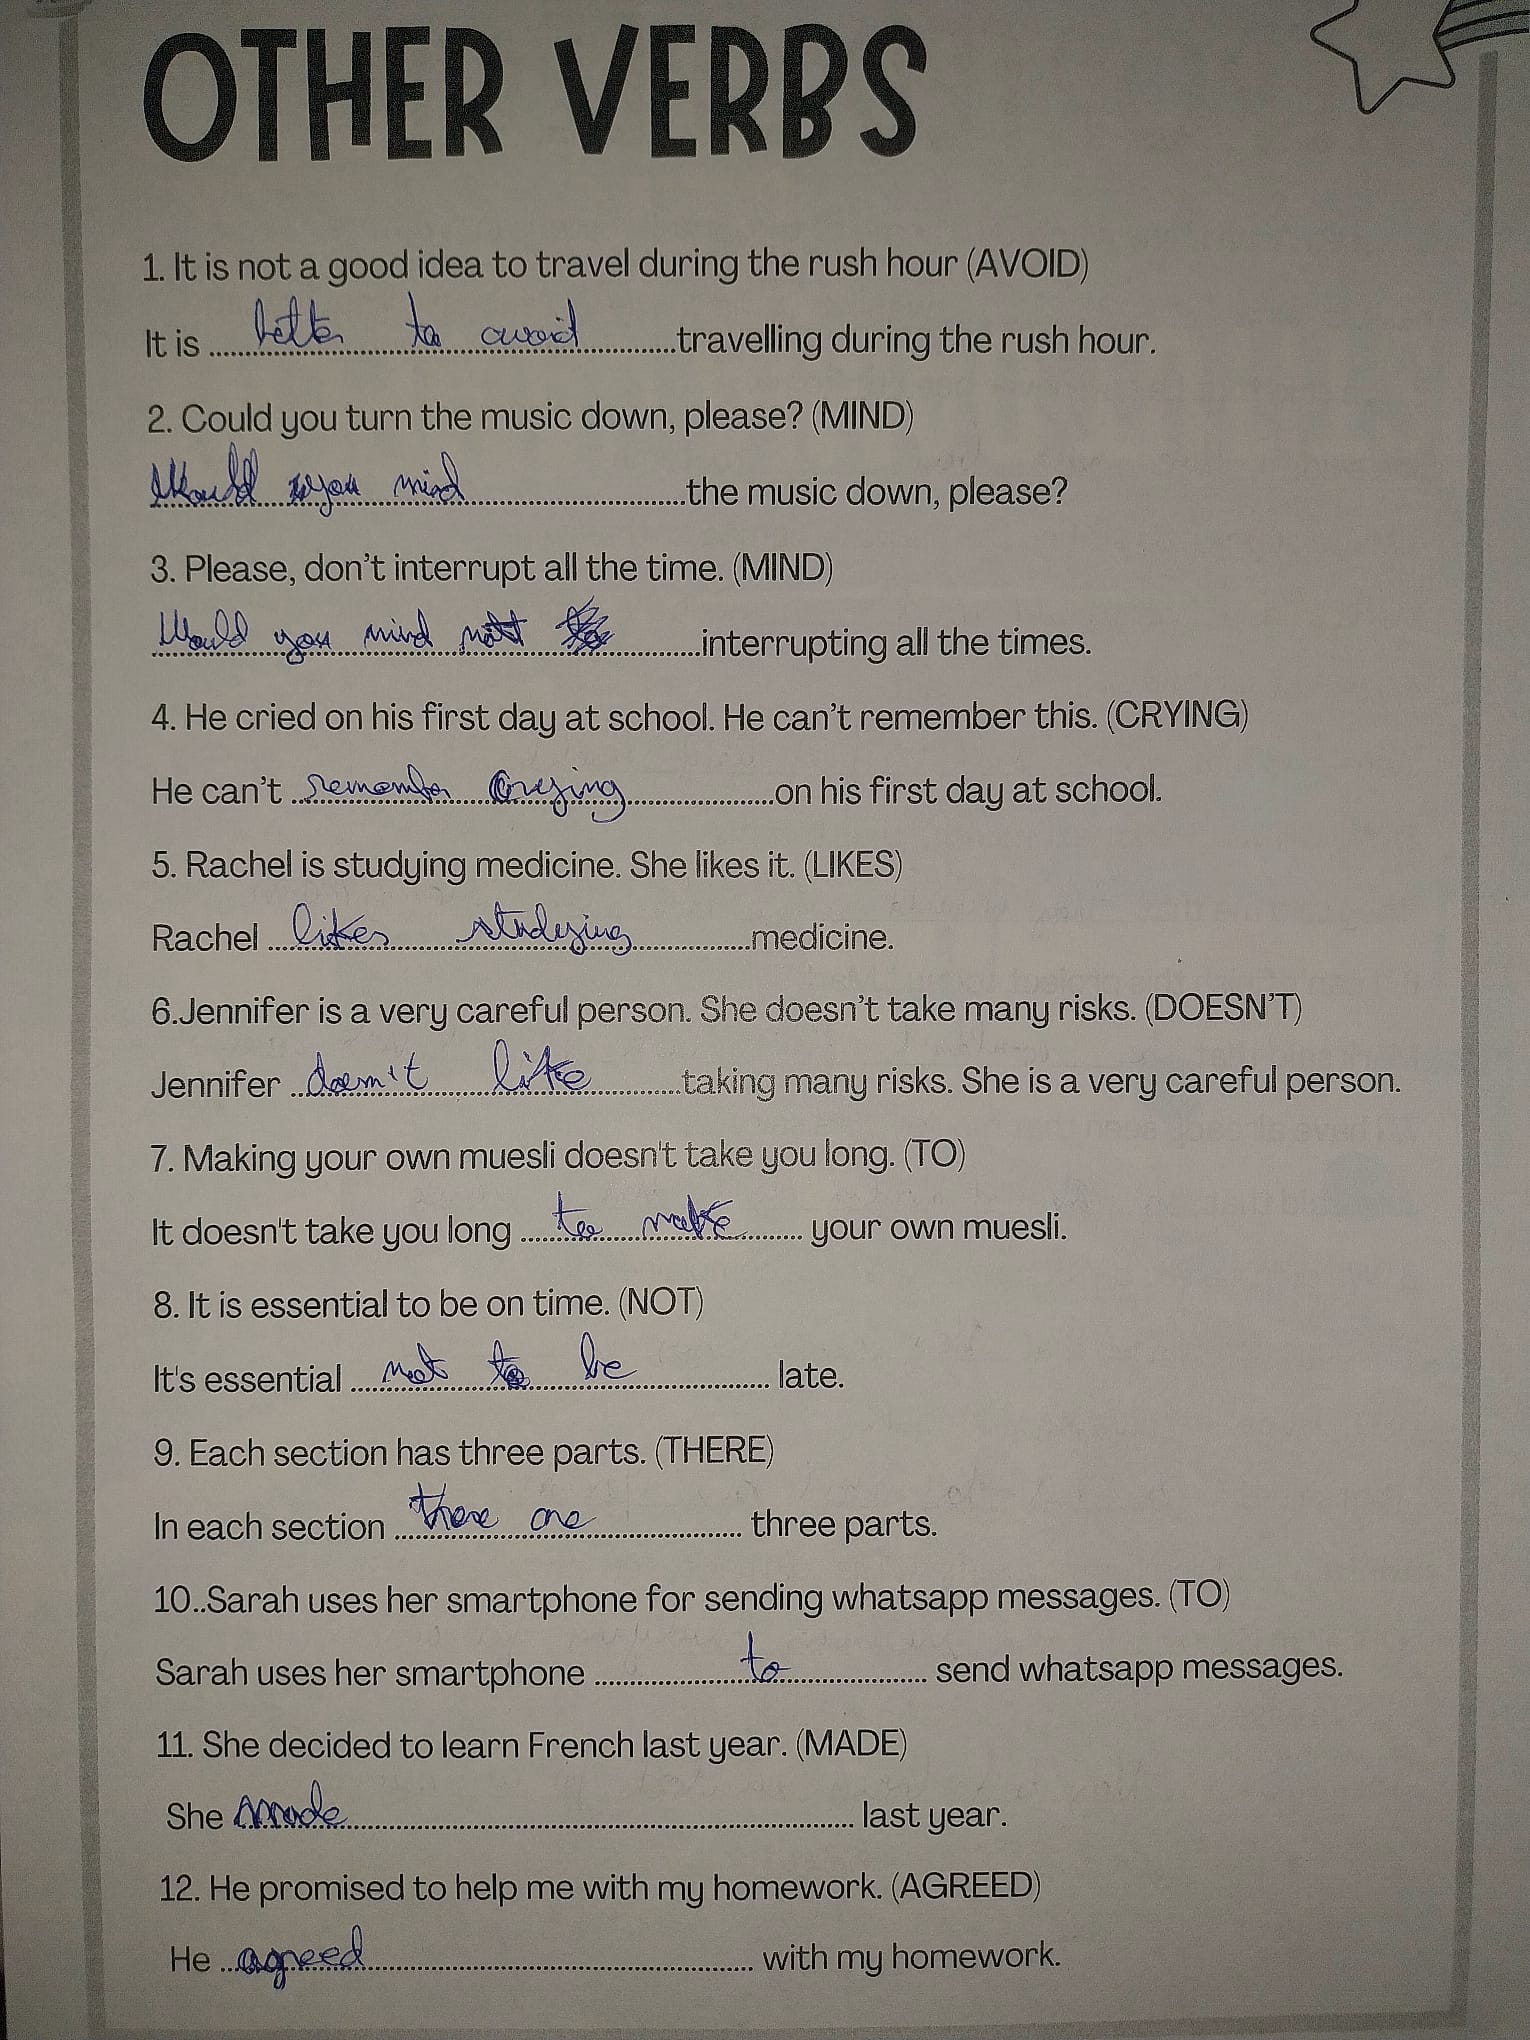 OTHER VERBS
1. It is not a good idea to travel during the rush hour (AVOID)
It is better to avoid travelling during the rush hour.
2. Could you turn the music down, please? (MIND)
Would you mind the music down, please?
3. Please, don't interrupt all the time. (MIND)
Would you mind not interrupting all the times.
4. He cried on his first day at school. He can't remember this. (CRYING)
He can't remember crying on his first day at school.
5. Rachel is studying medicine. She likes it. (LIKES)
Rachel likes studying medicine.
6.Jennifer is a very careful person. She doesn't take many risks. (DOESN'T)
Jennifer doesn't like taking many risks. She is a very careful person.
7. Making your own muesli doesn't take you long. (TO)
It doesn't take you long to make your own muesli.
8. It is essential to be on time. (NOT)
It's essential not to be late.
9. Each section has three parts. (THERE)
In each section there are three parts.
10..Sarah uses her smartphone for sending whatsapp messages. (TO)
Sarah uses her smartphone to send whatsapp messages.
11. She decided to learn French last year. (MADE)
She made last year.
12. He promised to help me with my homework. (AGREED)
He agreed with my homework.